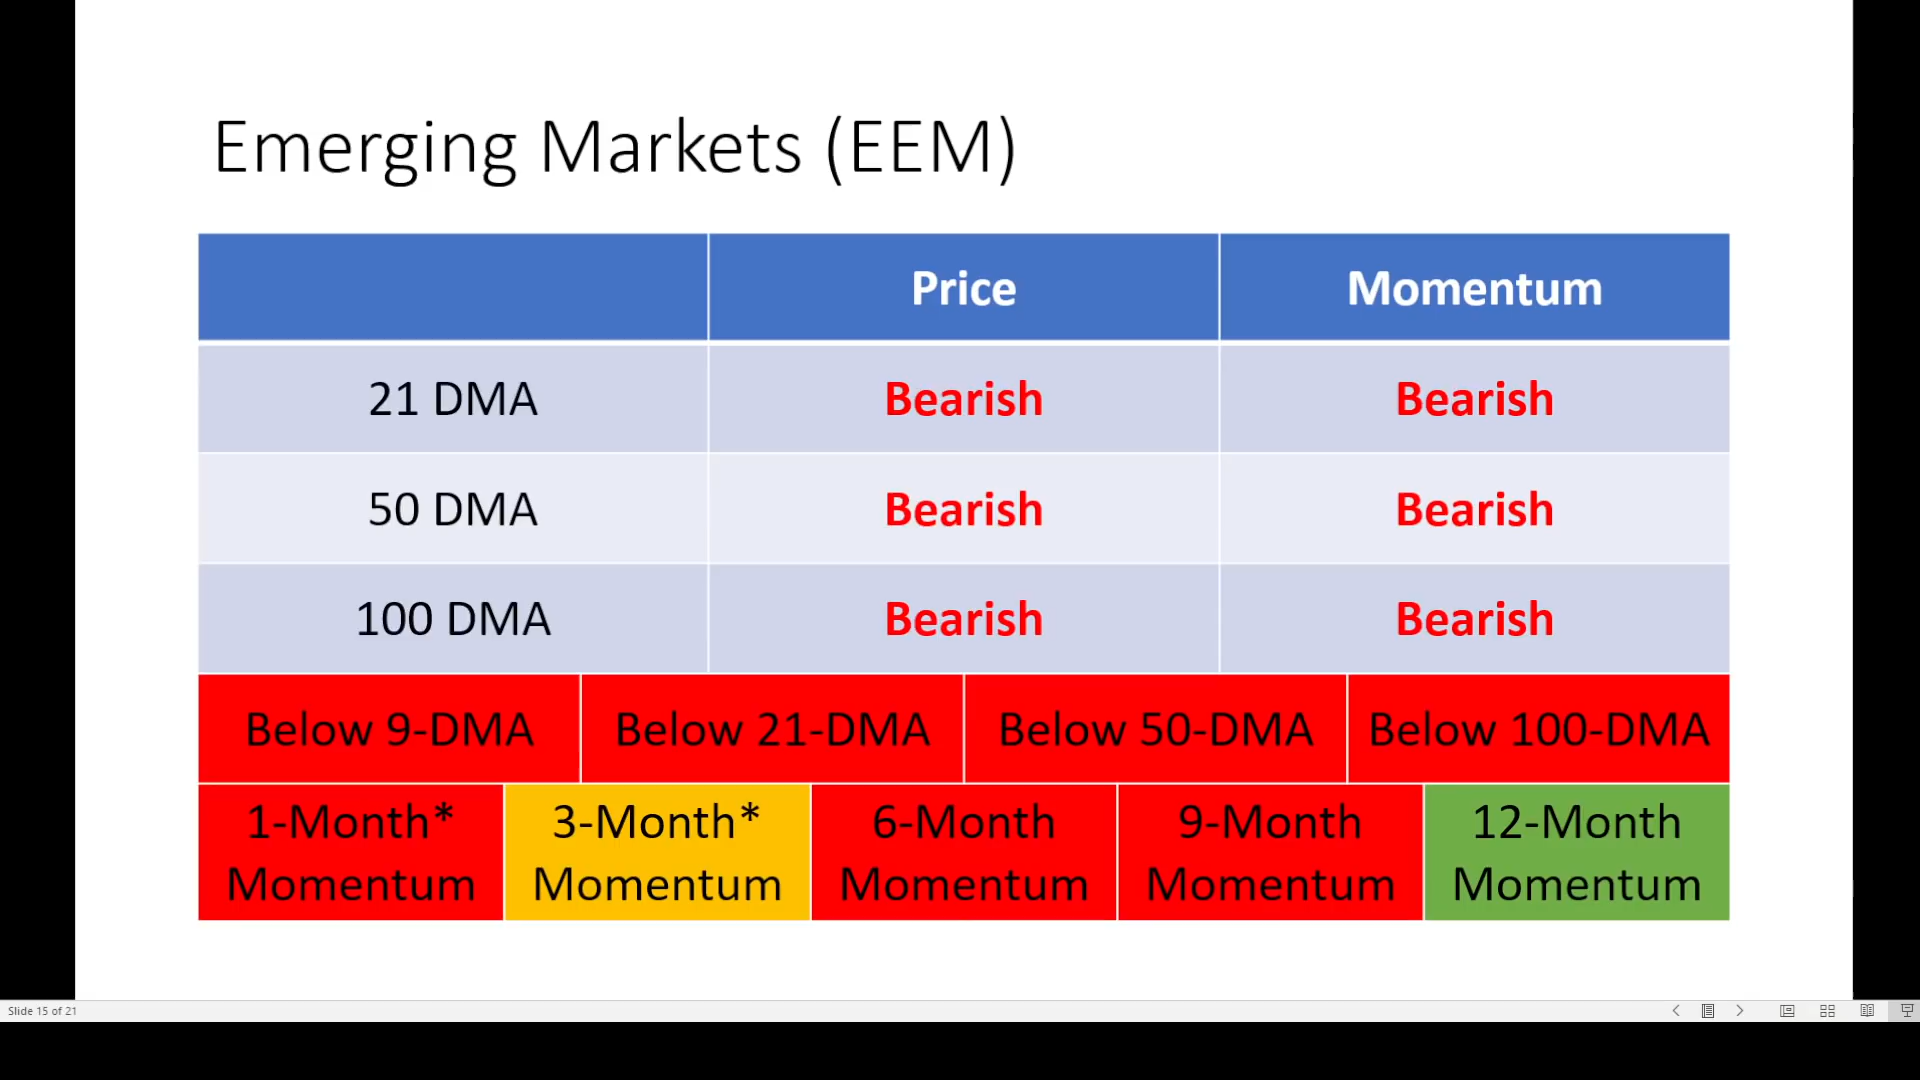 Emerging Markets (EEM)
Price Momentum
21 DMA Bearish Bearish
50 DMA Bearish Bearish
100 DMA Bearish Bearish
Below 9-DMA Below 21-DMA Below 50-DMA Below 100-DMA
1-Month* 3-Month* 6-Month 9-Month 12-Month
Momentum Momentum Momentum Momentum Momentum
Slide 15 of 21